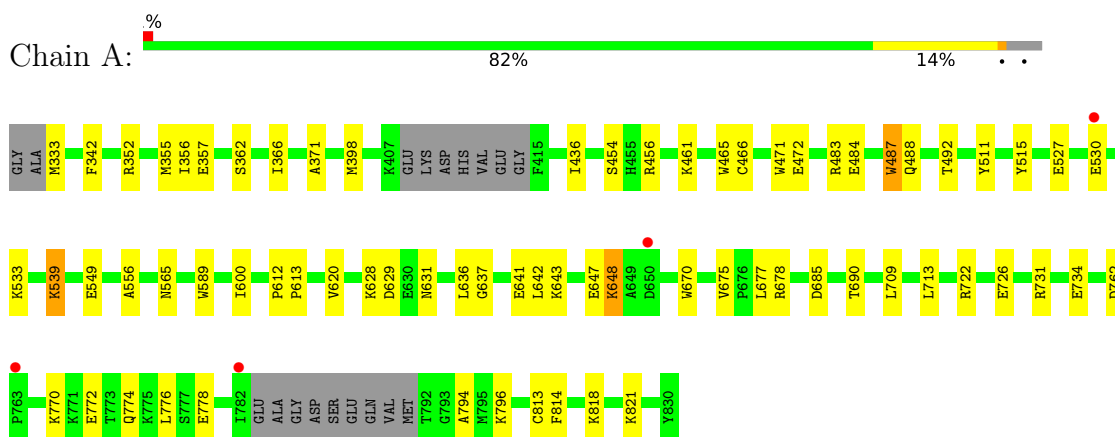 .%
Chain A:
82% 14% • •
GLY ALA M333 F342 R352 M355 I356 E357 S362 I366 A371 M398 K407 GLU LYS ASP HIS VAL GLU GLY F415 I436 S454 H455 R456 K461 W465 C466 W471 E472 R483 E484 W487 Q488 T492 Y511 Y515 E527 E530
K533 K539 E549 A556 N565 W589 I600 P612 P613 V620 K628 D629 E630 N631 L636 G637 E641 L642 K643 E647 K648 A649 D650 W670 V675 P676 L677 R678 D685 T690 L709 L713 R722 E726 R731 E734
P763 K770 K771 E772 T773 Q774 K775 L776 S777 E778 I782 GLU ALA GLY ASP SER GLU GLN VAL MET T792 G793 A794 M795 K796 C813 F814 K818 K821 Y830